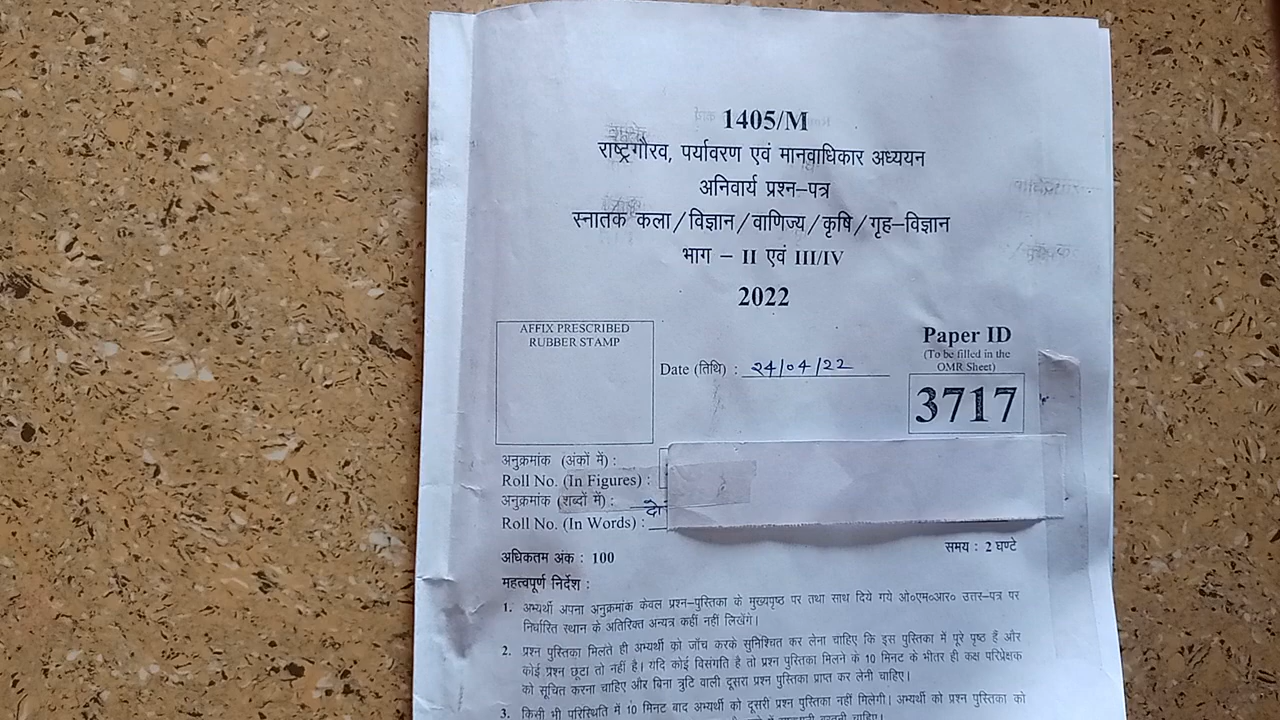 1405/M
राष्ट्रगौरव, पर्यावरण एवं मानवाधिकार अध्ययन
अनिवार्य प्रश्न–पत्र
स्नातक कला/विज्ञान/वाणिज्य/कृषि/गृह–विज्ञान
भाग – II एवं III/IV
2022
AFFIX PRESCRIBED
RUBBER STAMP
Date (तिथि) : 24/04/22
Paper ID
(To be filled in the
OMR Sheet)
3717
अनुक्रमांक (अंकों में) :
Roll No. (In Figures) :
अनुक्रमांक (शब्दों में) :
Roll No. (In Words) : दो
अधिकतम अंक : 100
समय : 2 घण्टे
महत्वपूर्ण निर्देश :
1. अभ्यर्थी अपना अनुक्रमांक केवल प्रश्न–पुस्तिका के मुखपृष्ठ पर तथा साथ दिये गये ओ०एम०आर० उत्तर–पत्र पर
निर्धारित स्थान के अतिरिक्त अन्यत्र कहीं नहीं लिखेंगे।
2. प्रश्न पुस्तिका मिलते ही अभ्यर्थी को जाँच करके सुनिश्चित कर लेना चाहिए कि इस पुस्तिका में पूरे पृष्ठ हैं और
कोई प्रश्न छूटा तो नहीं है। यदि कोई विसंगति है तो प्रश्न पुस्तिका मिलने के 10 मिनट के भीतर ही कक्ष परिप्रेक्षक
को सूचित करना चाहिए और बिना त्रुटि वाली दूसरा प्रश्न पुस्तिका प्राप्त कर लेनी चाहिए।
3. किसी भी परिस्थिति में 10 मिनट बाद अभ्यर्थी को दूसरी प्रश्न पुस्तिका नहीं मिलेगी। अभ्यर्थी को प्रश्न पुस्तिका को